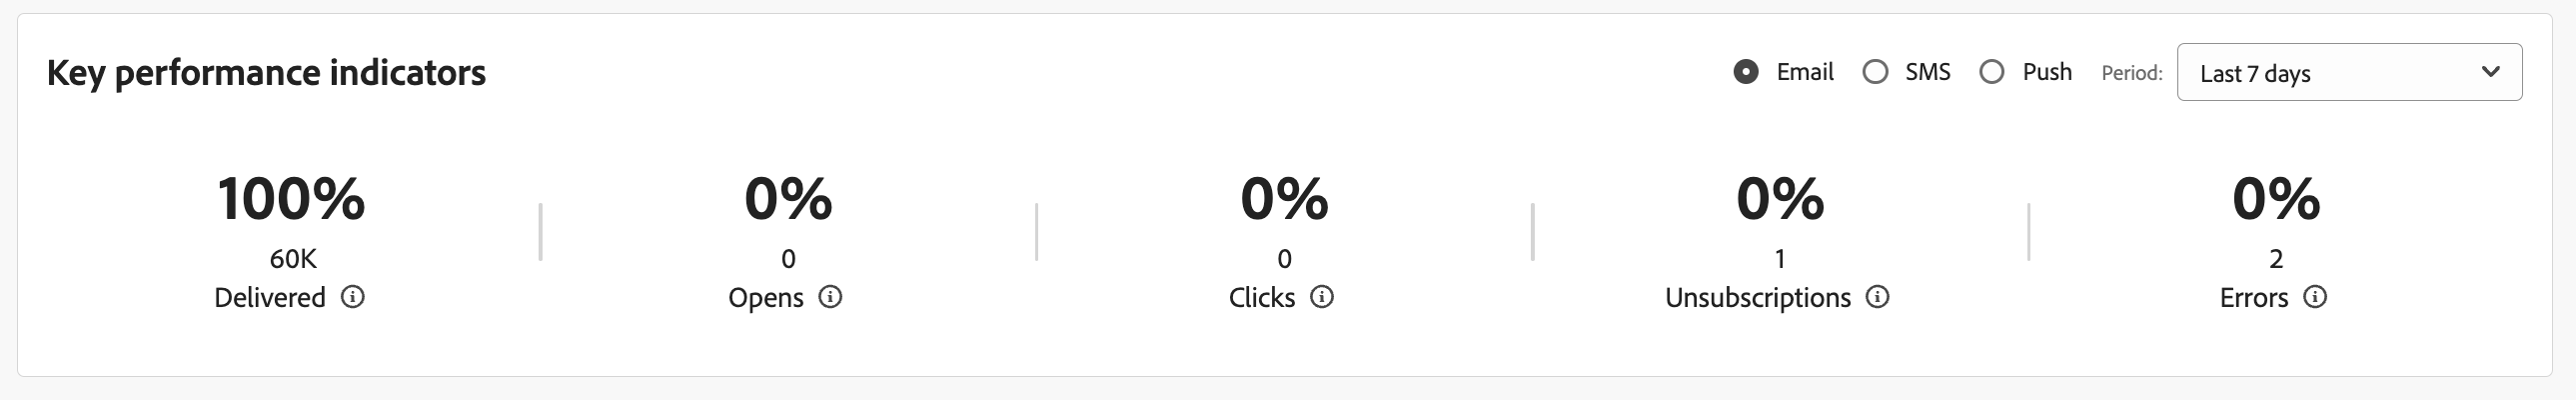 Key performance indicators
Email SMS Push Period: Last 7 days
100% 0% 0% 0% 0%
60K 0 0 1 2
Delivered Opens Clicks Unsubscriptions Errors